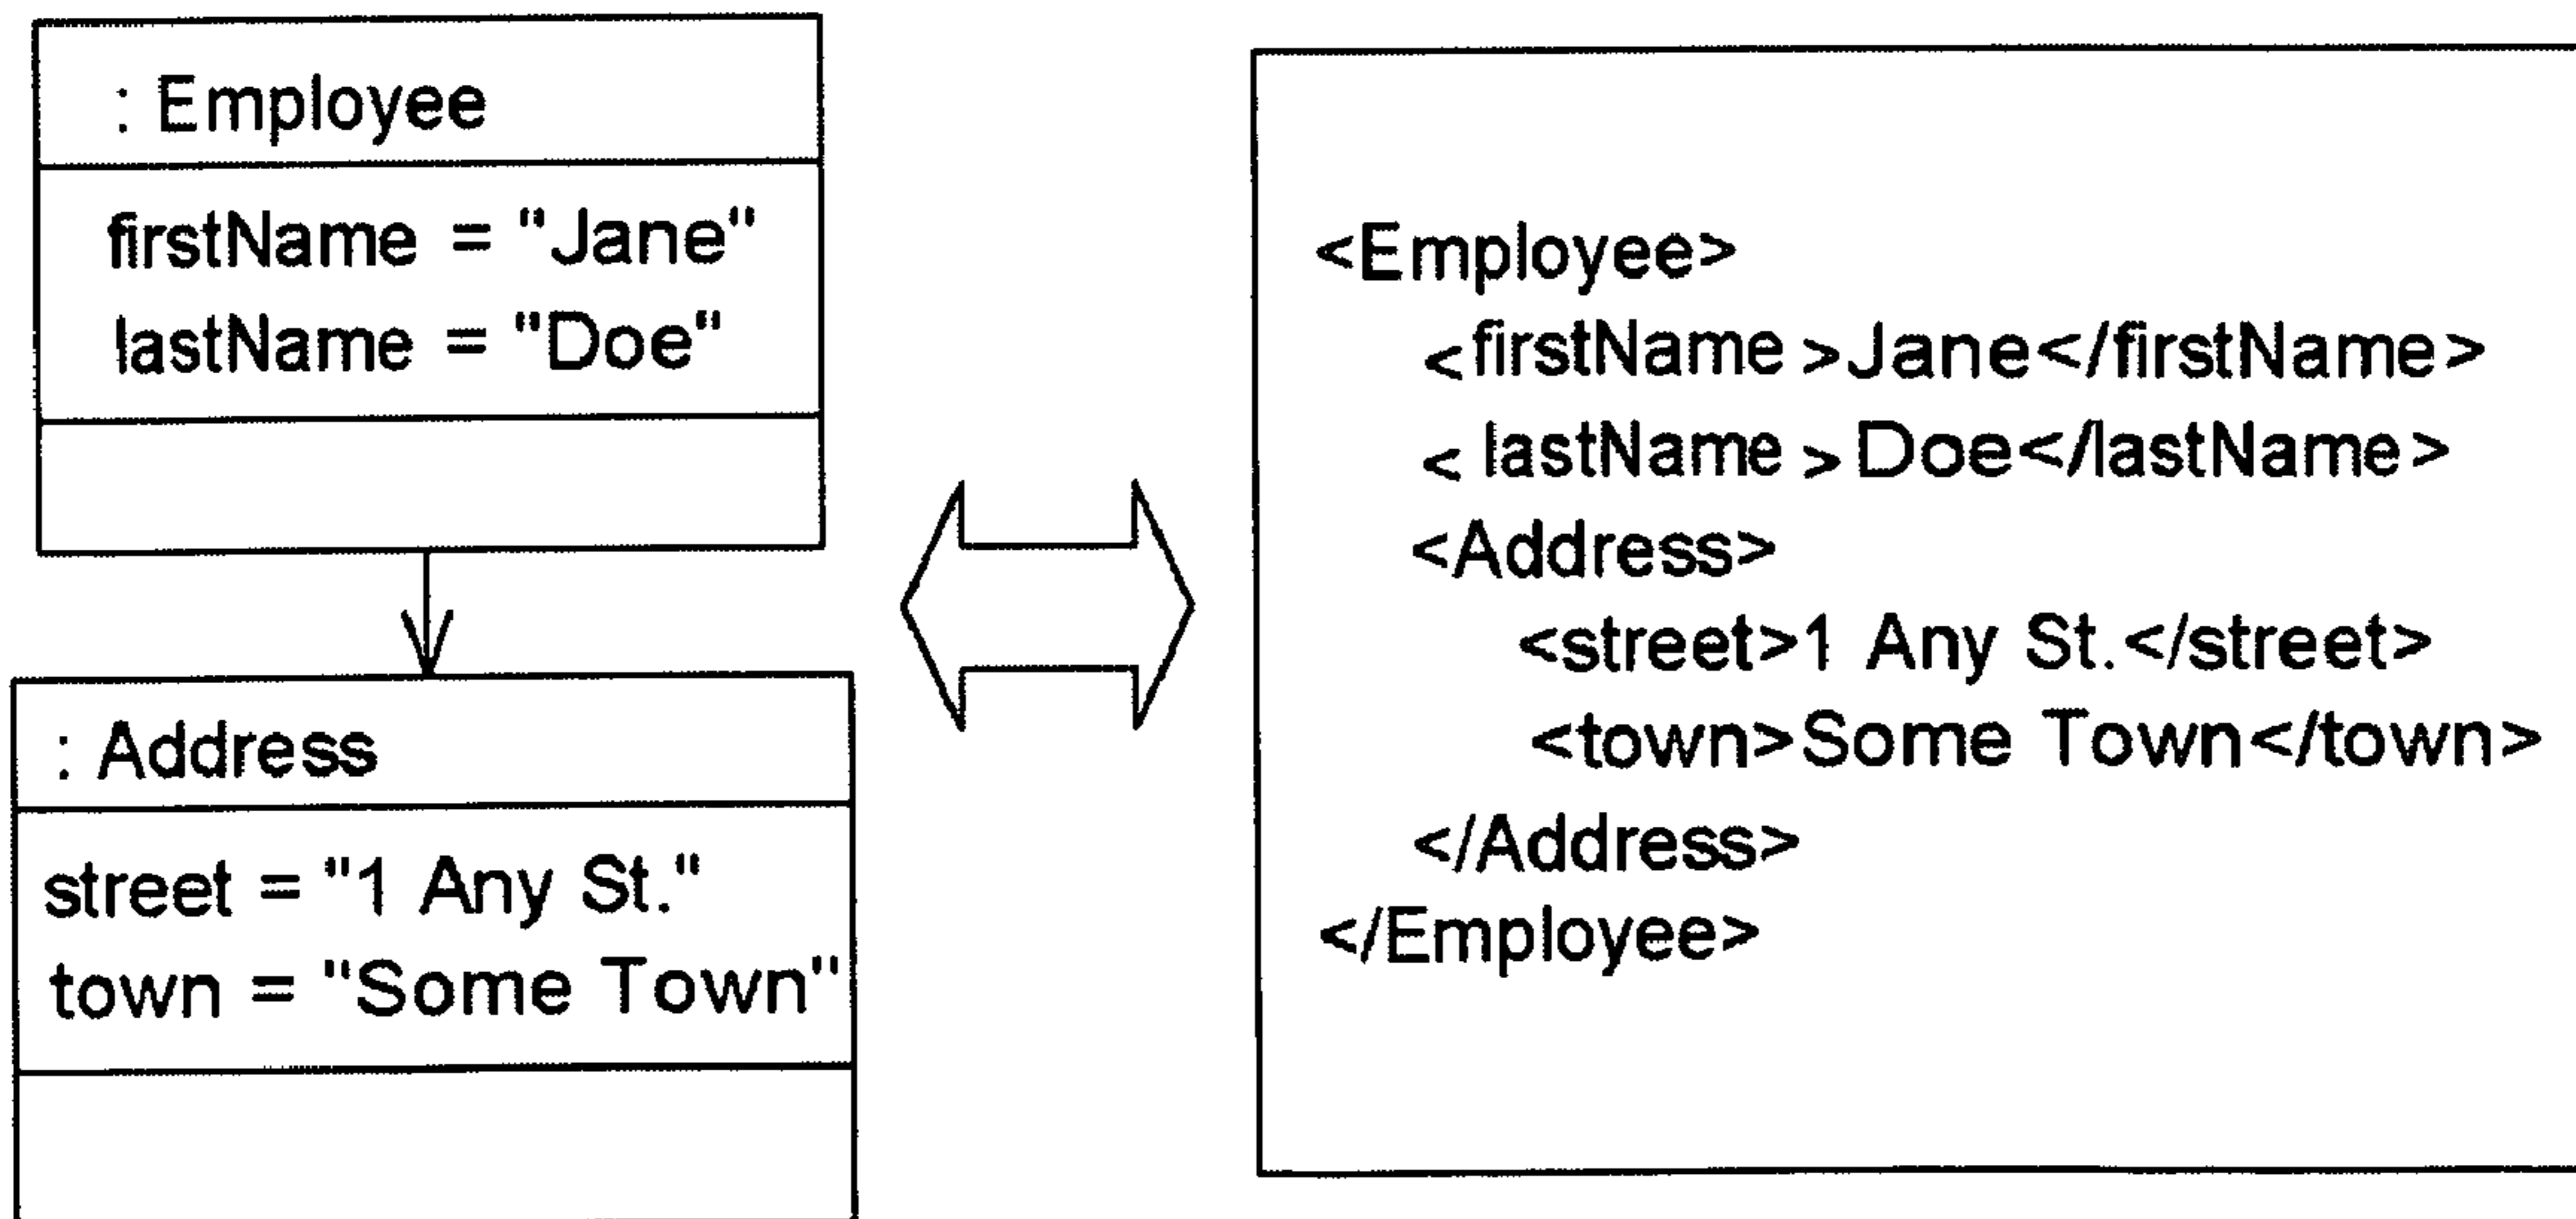 : Employee
firstName = "Jane"
lastName = "Doe"
: Address
street = "1 Any St."
town = "Some Town"
<Employee>
< firstName >Jane</firstName>
< lastName > Doe</lastName>
<Address>
<street>1 Any St.</street>
<town>Some Town</town>
</Address>
</Employee>